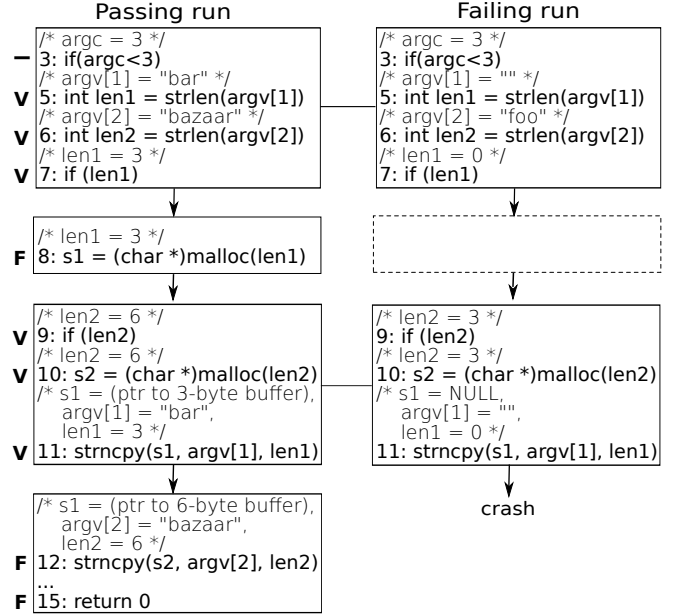 Passing run
/* argc = 3 */
– 3: if(argc<3)
/* argv[1] = "bar" */
V 5: int len1 = strlen(argv[1])
/* argv[2] = "bazaar" */
V 6: int len2 = strlen(argv[2])
/* len1 = 3 */
V 7: if (len1)
/* len1 = 3 */
F 8: s1 = (char *)malloc(len1)
/* len2 = 6 */
V 9: if (len2)
/* len2 = 6 */
V 10: s2 = (char *)malloc(len2)
/* s1 = (ptr to 3-byte buffer),
argv[1] = "bar",
len1 = 3 */
V 11: strncpy(s1, argv[1], len1)
/* s1 = (ptr to 6-byte buffer),
argv[2] = "bazaar",
len2 = 6 */
F 12: strncpy(s2, argv[2], len2)
...
F 15: return 0
Failing run
/* argc = 3 */
3: if(argc<3)
/* argv[1] = "" */
5: int len1 = strlen(argv[1])
/* argv[2] = "foo" */
6: int len2 = strlen(argv[2])
/* len1 = 0 */
7: if (len1)
/* len2 = 3 */
9: if (len2)
/* len2 = 3 */
10: s2 = (char *)malloc(len2)
/* s1 = NULL,
argv[1] = "",
len1 = 0 */
11: strncpy(s1, argv[1], len1)
crash